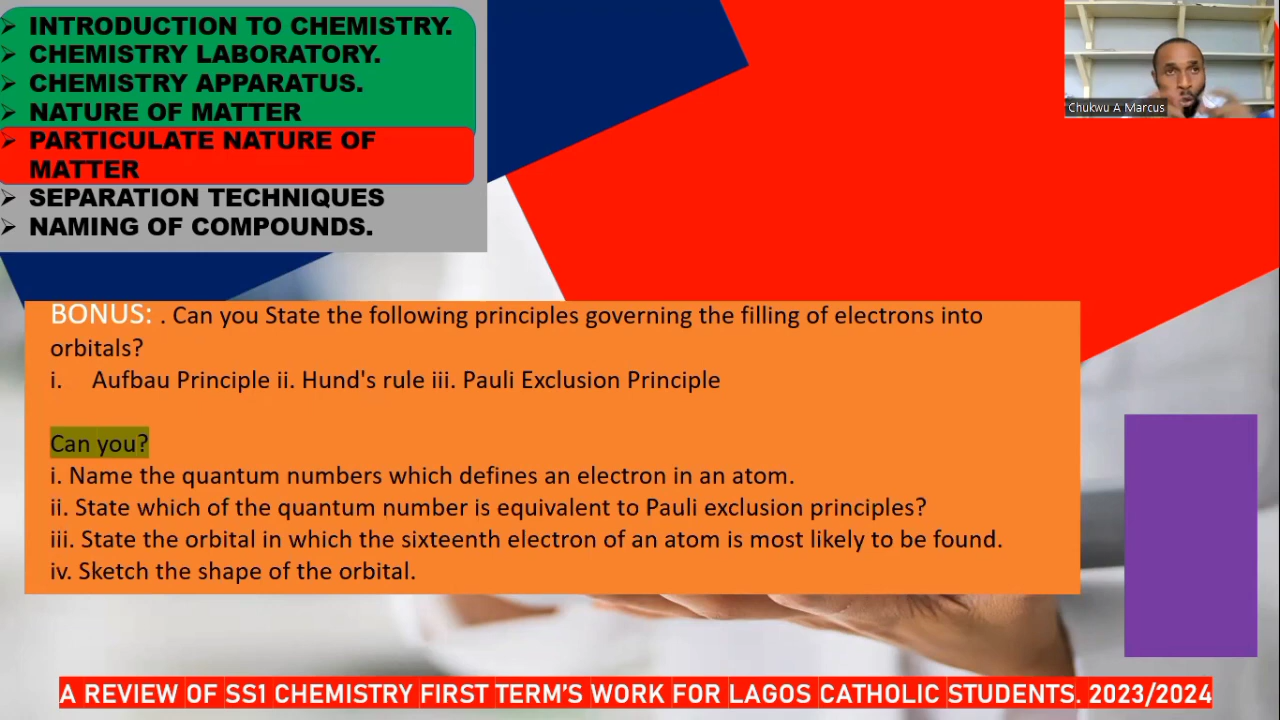 ➢ INTRODUCTION TO CHEMISTRY.
➢ CHEMISTRY LABORATORY.
➢ CHEMISTRY APPARATUS.
➢ NATURE OF MATTER
➢ PARTICULATE NATURE OF
MATTER
➢ SEPARATION TECHNIQUES
➢ NAMING OF COMPOUNDS.
Chukwu A Marcus
BONUS: . Can you State the following principles governing the filling of electrons into
orbitals?
i. Aufbau Principle ii. Hund's rule iii. Pauli Exclusion Principle
Can you?
i. Name the quantum numbers which defines an electron in an atom.
ii. State which of the quantum number is equivalent to Pauli exclusion principles?
iii. State the orbital in which the sixteenth electron of an atom is most likely to be found.
iv. Sketch the shape of the orbital.
A REVIEW OF SS1 CHEMISTRY FIRST TERM'S WORK FOR LAGOS CATHOLIC STUDENTS. 2023/2024